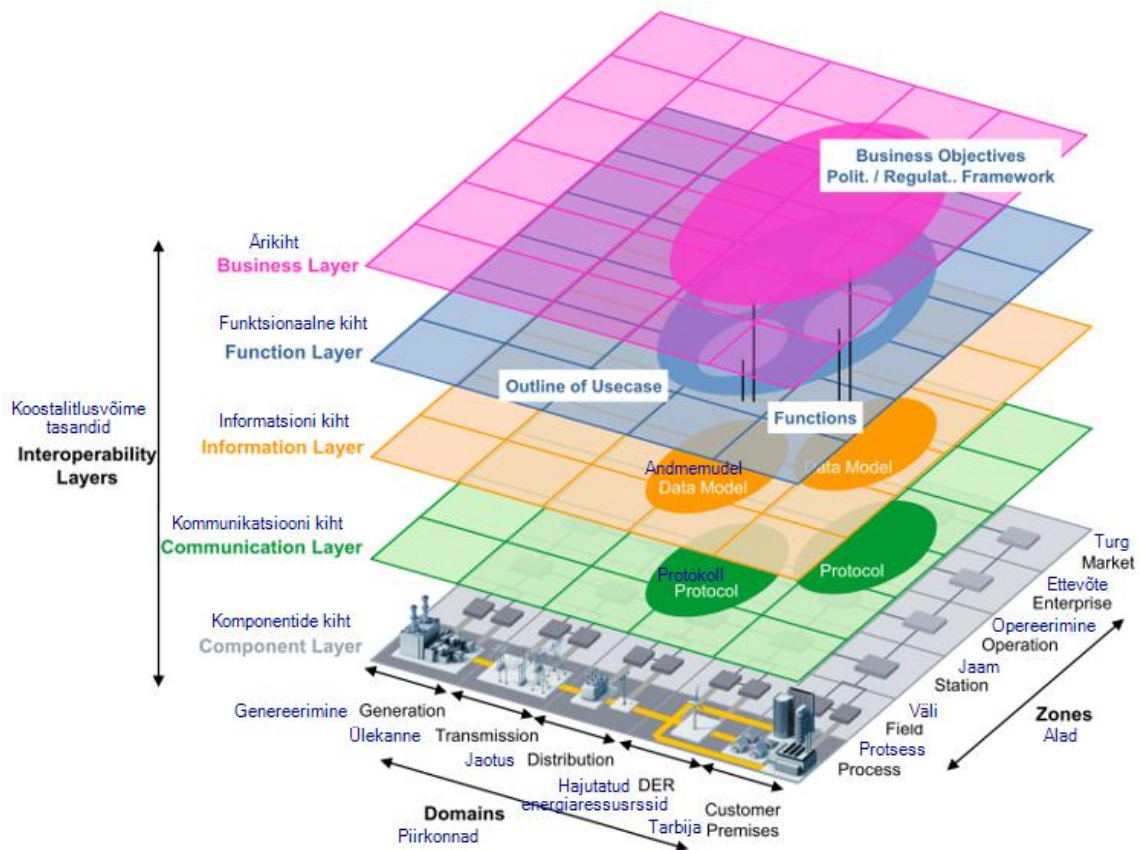 Business Objectives
Polit. / Regulat.. Framework
Ärikiht
Business Layer
Funktsionaalne kiht
Function Layer
Outline of Usecase
Functions
Koostalitlusvõime
tasandid
Interoperability
Layers
Informatsioni kiht
Information Layer
Andmemudel
Data Model
Data Model
Kommunikatsiooni kiht
Communication Layer
Protokoll
Protocol
Protocol
Komponentide kiht
Component Layer
Turg
Market
Ettevõte
Enterprise
Opereerimine
Operation
Jaam
Station
Väli
Field
Protsess
Process
Zones
Alad
Genereerimine
Generation
Ülekanne
Transmission
Jaotus
Distribution
Hajutatud DER
energiaressusrssid
Tarbija
Customer
Premises
Domains
Piirkonnad